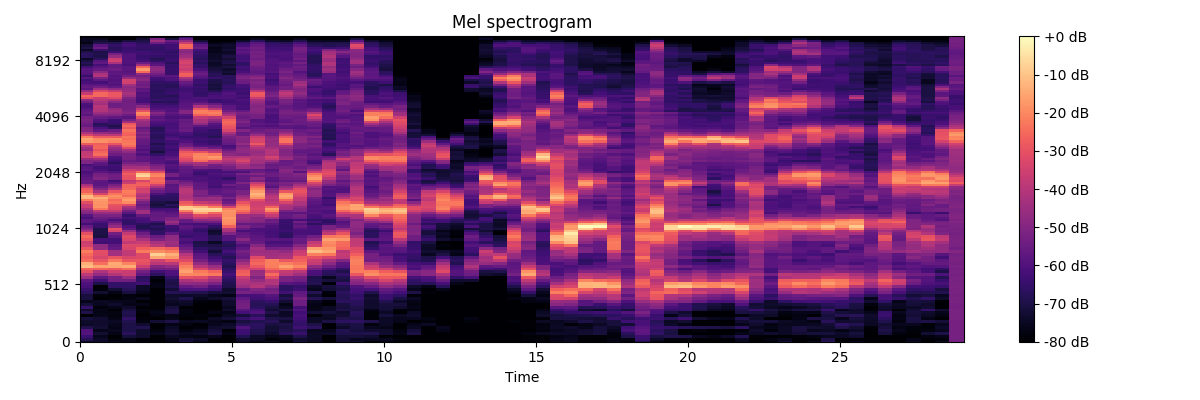 Mel spectrogram
Hz
8192
4096
2048
1024
512
0
0 5 10 15 20 25
Time
+0 dB
-10 dB
-20 dB
-30 dB
-40 dB
-50 dB
-60 dB
-70 dB
-80 dB